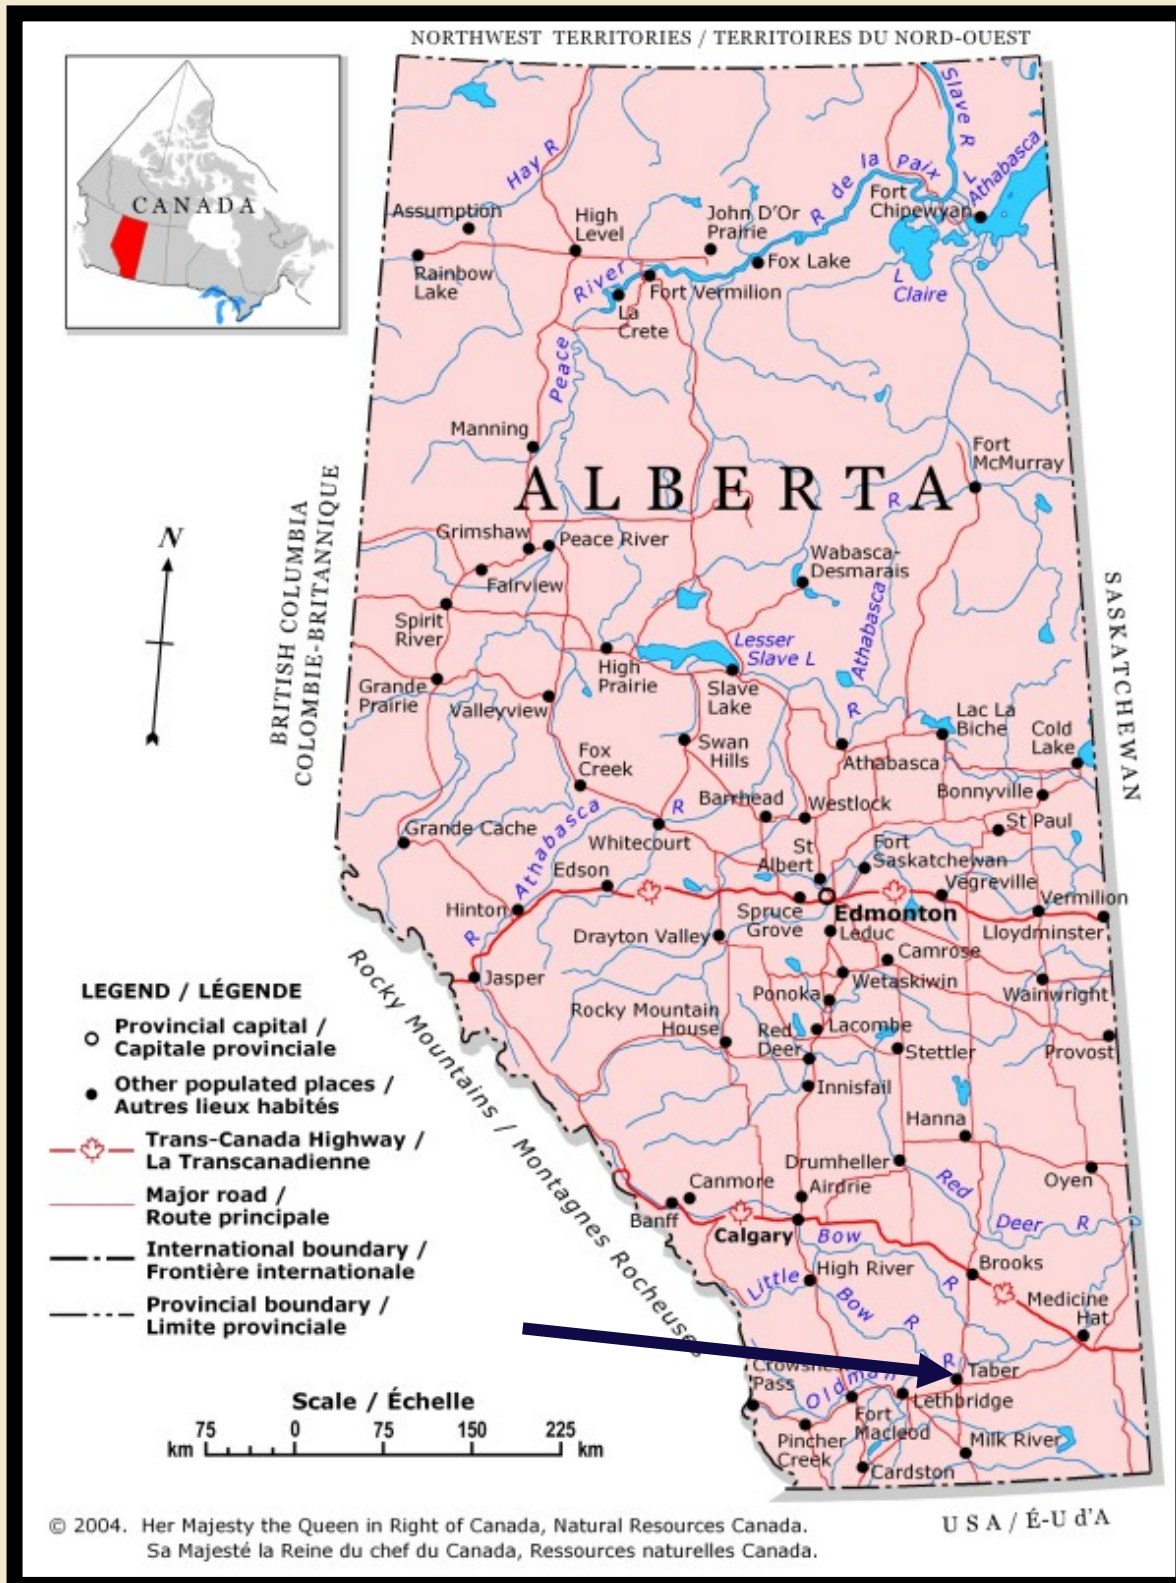 NORTHWEST TERRITORIES / TERRITOIRES DU NORD-OUEST
CANADA
Hay R
Slave R
L Athabasca
R de la Paix
Fort
Chipewyan
Assumption
High
Level
John D'Or
Prairie
Rainbow
Lake
River
Fox Lake
Fort Vermilion
L
Claire
La
Crete
Peace
Manning
Fort
McMurray
ALBERTA
BRITISH COLUMBIA
COLOMBIE-BRITANNIQUE
N
R
Grimshaw
Peace River
Wabasca-
Desmarais
Fairview
Athabasca
SASKATCHEWAN
Spirit
River
Lesser
Slave L
High
Prairie
Slave
Lake
Grande
Prairie
Valleyview
R
Lac La
Biche
Cold
Lake
Swan
Hills
Fox
Creek
Athabasca
Bonnyville
Barrhead
Westlock
R
Athabasca
St Paul
Grande Cache
Whitecourt
St
Albert
Fort
Saskatchewan
Edson
Vegreville
Vermilion
Hinton
Spruce
Grove
Edmonton
Lloydminster
R
Drayton Valley
Leduc
Camrose
Jasper
Wetaskiwin
Wainwright
Ponoka
Rocky Mountain
House
Red
Deer
Lacombe
Stettler
Provost
Innisfail
Rocky Mountains / Montagnes Rocheuses
Hanna
Drumheller
Oyen
Canmore
Airdrie
Red
Deer R
Banff
Calgary
Bow
Brooks
Little
High River
R
Bow
Medicine
Hat
R
R
Taber
Pass
Oldman
Lethbridge
Fort
Macleod
Pincher
Creek
Milk River
Cardston
USA / É-U d'A
LEGEND / LÉGENDE
Provincial capital /
Capitale provinciale
Other populated places /
Autres lieux habités
Trans-Canada Highway /
La Transcanadienne
Major road /
Route principale
International boundary /
Frontière internationale
Provincial boundary /
Limite provinciale
Scale / Échelle
km 75 0 75 150 225 km
© 2004. Her Majesty the Queen in Right of Canada, Natural Resources Canada.
Sa Majesté la Reine du chef du Canada, Ressources naturelles Canada.